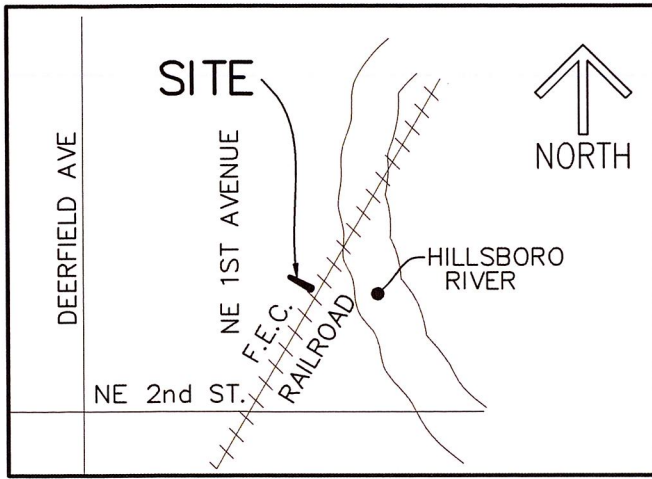 SITE
NORTH
DEERFIELD AVE
NE 1ST AVENUE
HILLSBORO
RIVER
F.E.C.
RAILROAD
NE 2nd ST.